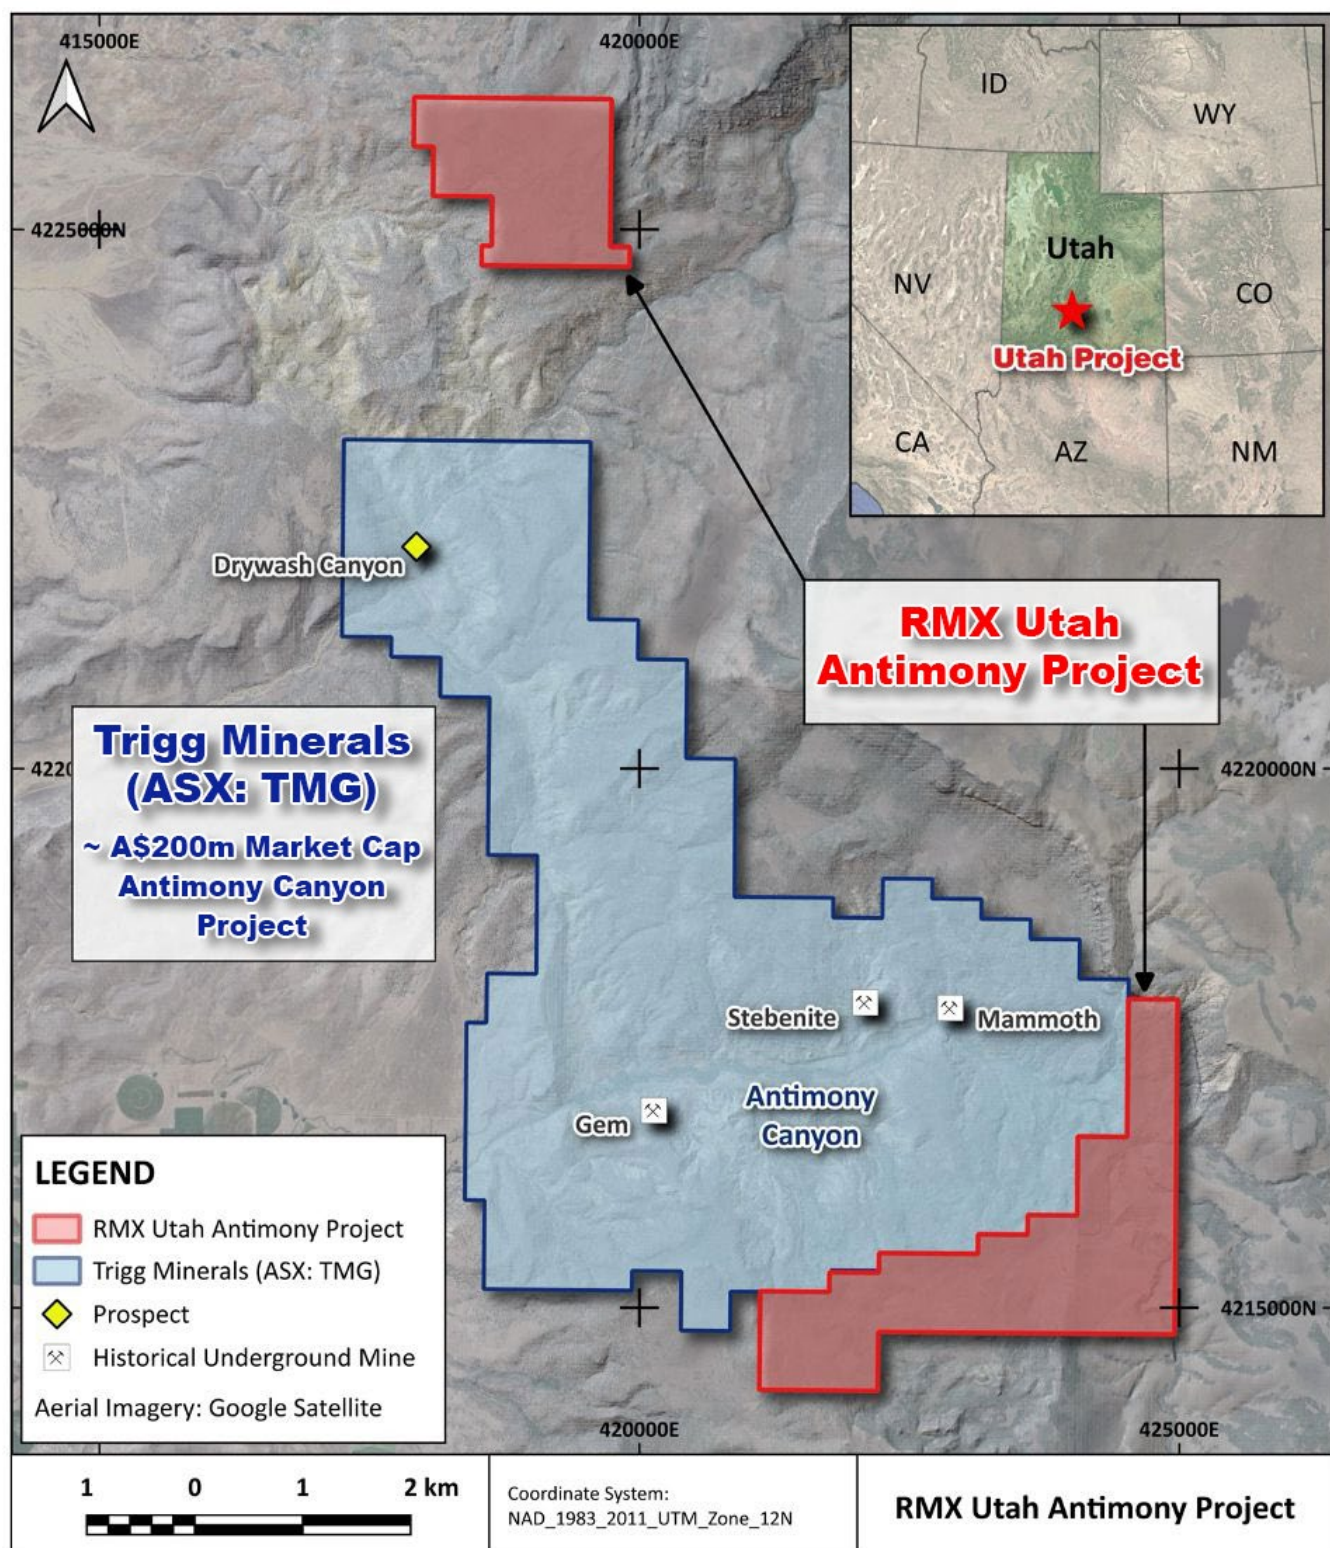 415000E
420000E
ID
WY
Utah
NV
CO
Utah Project
CA
AZ
NM
4225000N
Drywash Canyon
RMX Utah
Antimony Project
Trigg Minerals
(ASX: TMG)
~ A$200m Market Cap
Antimony Canyon
Project
4220
4220000N
Stebenite
Mammoth
Antimony
Canyon
Gem
LEGEND
RMX Utah Antimony Project
Trigg Minerals (ASX: TMG)
Prospect
Historical Underground Mine
Aerial Imagery: Google Satellite
4215000N
420000E
425000E
1 0 1 2 km
Coordinate System:
NAD_1983_2011_UTM_Zone_12N
RMX Utah Antimony Project